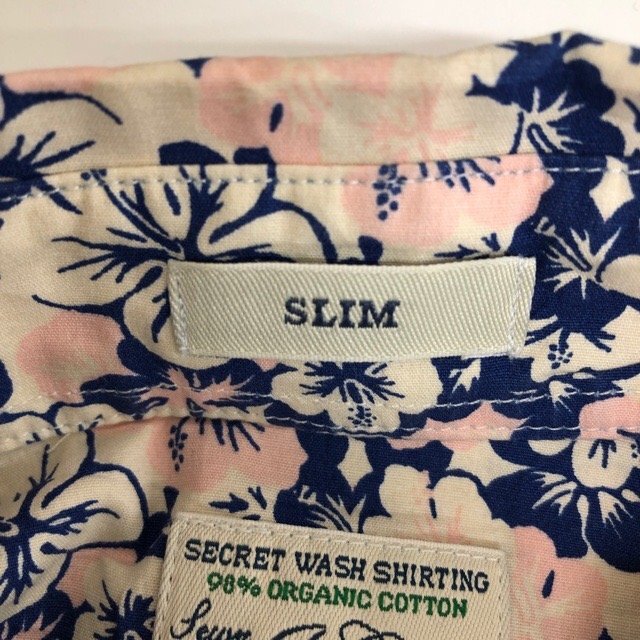 SLIM
SECRET WASH SHIRTING
98% ORGANIC COTTON